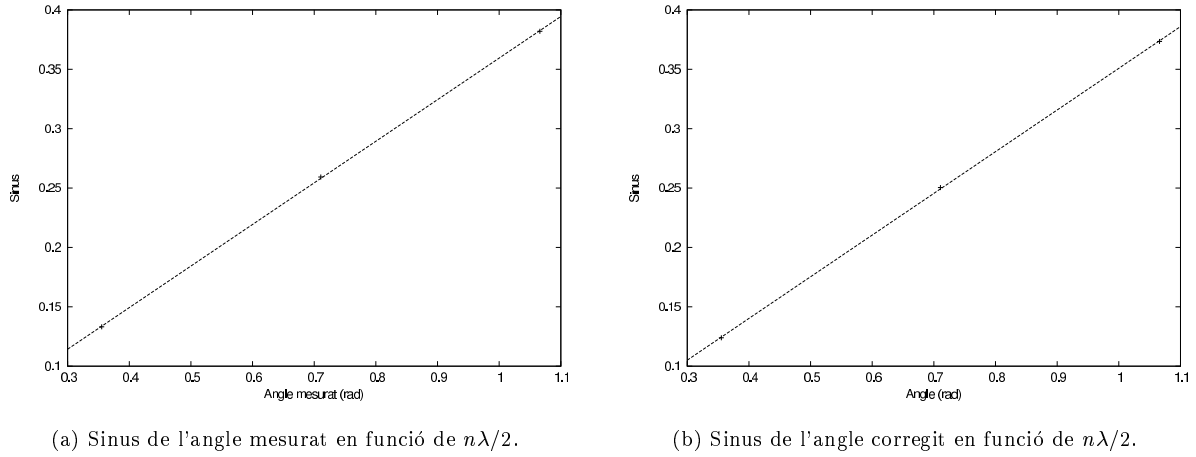 0.4
0.35
0.3
0.25
0.2
0.15
0.1
Sinus
0.3 0.4 0.5 0.6 0.7 0.8 0.9 1 1.1
Angle mesurat (rad)
(a) Sinus de l'angle mesurat en funció de nλ/2.
0.4
0.35
0.3
0.25
0.2
0.15
0.1
Sinus
0.3 0.4 0.5 0.6 0.7 0.8 0.9 1 1.1
Angle (rad)
(b) Sinus de l'angle corregit en funció de nλ/2.